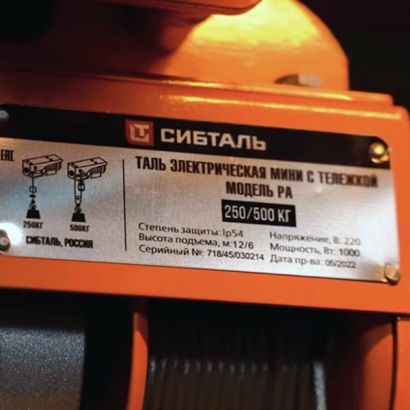 СИБТАЛЬ
ТАЛЬ ЭЛЕКТРИЧЕСКАЯ МИНИ С ТЕЛЕЖКОЙ
МОДЕЛЬ РА
250/500 КГ
EAC
250КГ 500КГ
СИБТАЛЬ, РОССИЯ
Степень защиты: Ip54 Напряжение, В: 220
Высота подъема, м: 12/6 Мощность, Вт: 1000
Серийный №: 718/45/030214 Дата пр-ва: 05/2022